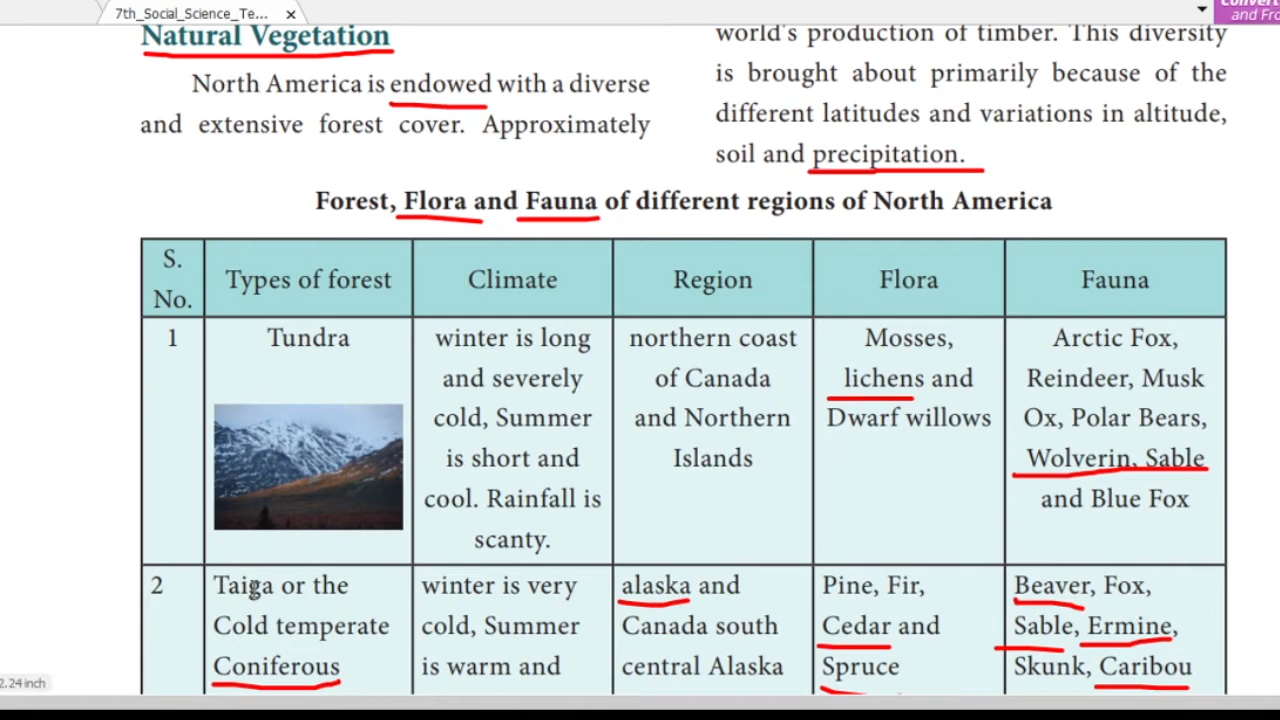 7th_Social_Science_Te... ×
Convert
and Fr
Natural Vegetation
North America is endowed with a diverse
and extensive forest cover. Approximately
world's production of timber. This diversity
is brought about primarily because of the
different latitudes and variations in altitude,
soil and precipitation.
Forest, Flora and Fauna of different regions of North America
S. No. Types of forest Climate Region Flora Fauna
1 Tundra winter is long northern coast Mosses, Arctic Fox,
and severely of Canada lichens and Reindeer, Musk
cold, Summer and Northern Dwarf willows Ox, Polar Bears,
is short and Islands Wolverin, Sable
cool. Rainfall is and Blue Fox
scanty.
2 Taiga or the winter is very alaska and Pine, Fir, Beaver, Fox,
Cold temperate cold, Summer Canada south Cedar and Sable, Ermine,
Coniferous is warm and central Alaska Spruce Skunk, Caribou
2.24 inch